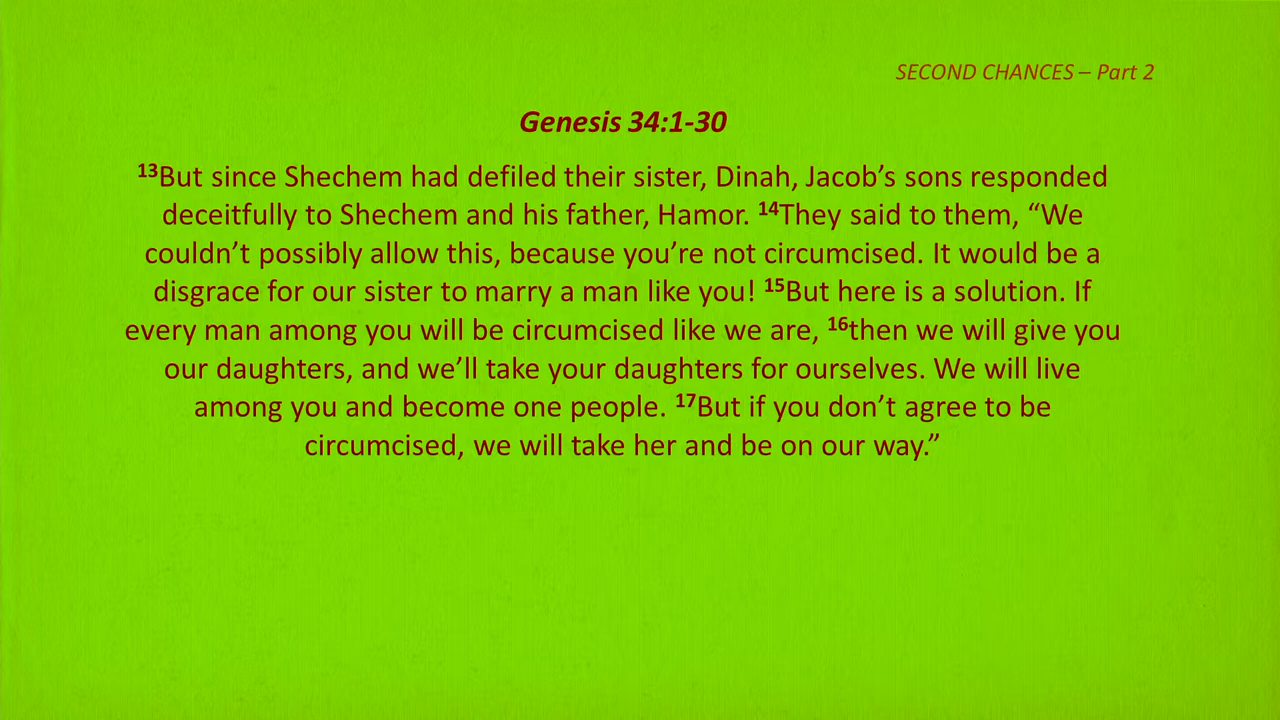 SECOND CHANCES – Part 2
Genesis 34:1-30
13But since Shechem had defiled their sister, Dinah, Jacob’s sons responded
deceitfully to Shechem and his father, Hamor. 14They said to them, “We
couldn’t possibly allow this, because you’re not circumcised. It would be a
disgrace for our sister to marry a man like you! 15But here is a solution. If
every man among you will be circumcised like we are, 16then we will give you
our daughters, and we’ll take your daughters for ourselves. We will live
among you and become one people. 17But if you don’t agree to be
circumcised, we will take her and be on our way.”